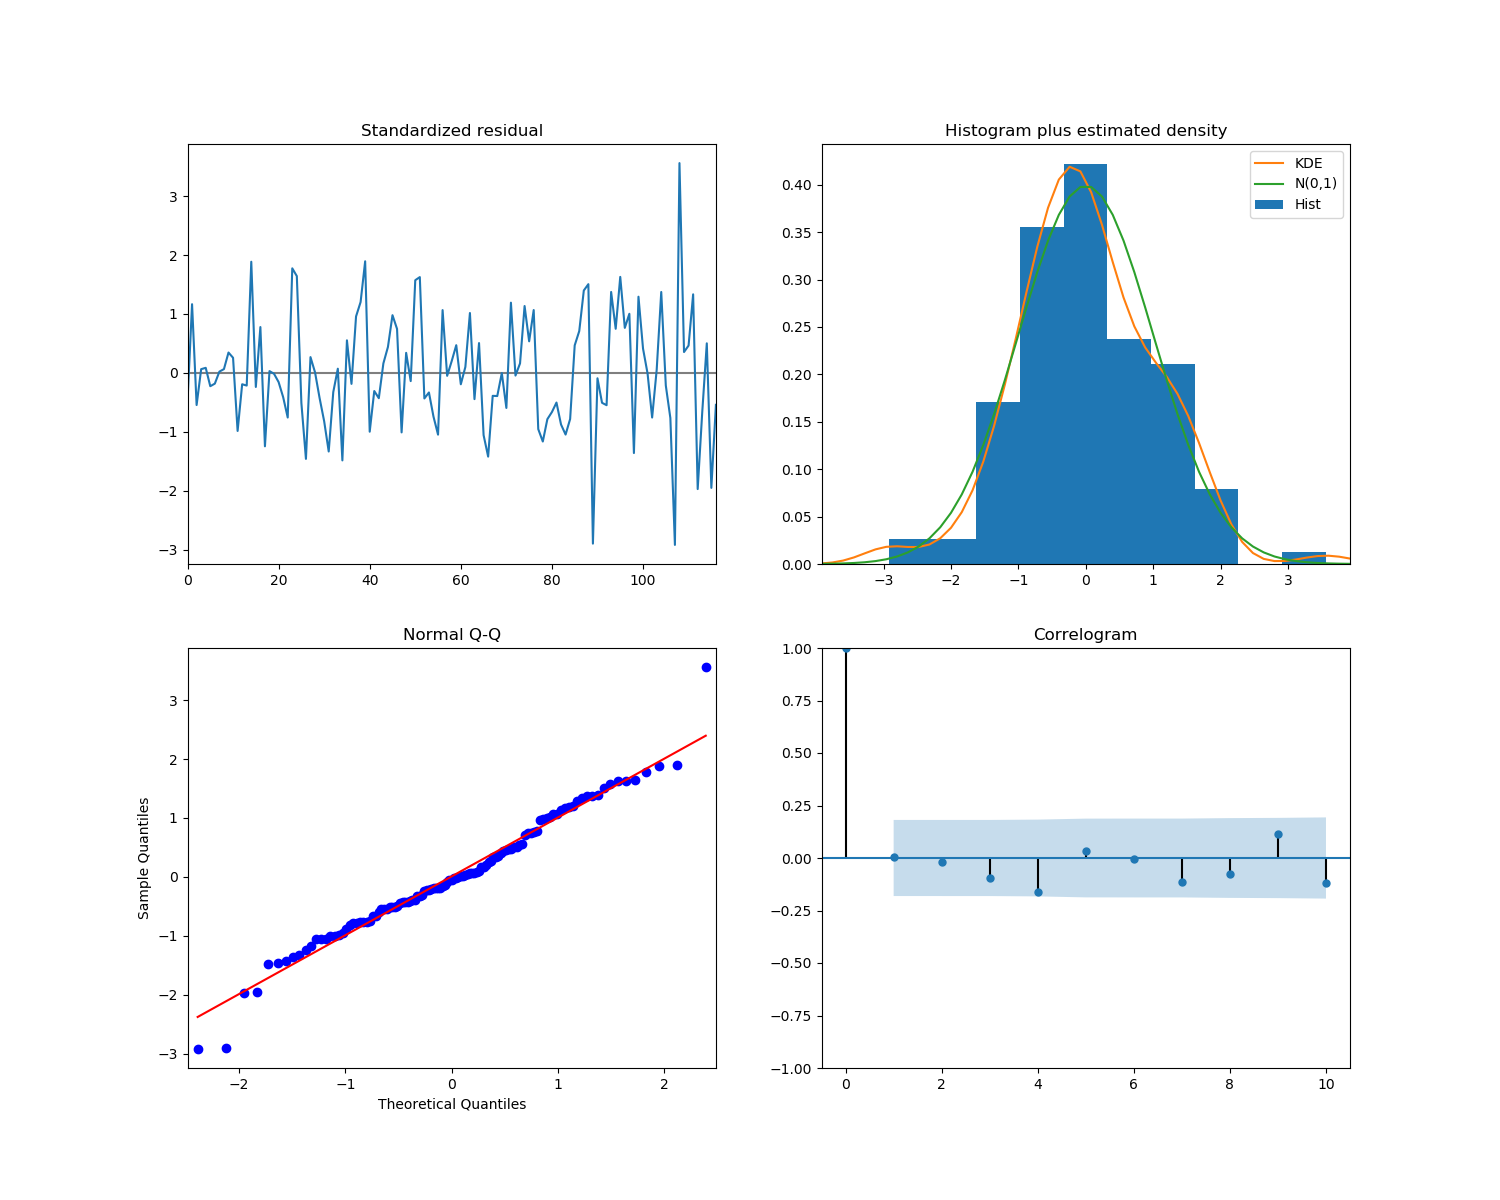 Standardized residual
3
2
1
0
−1
−2
−3
0 20 40 60 80 100
Histogram plus estimated density
KDE
N(0,1)
Hist
0.40
0.35
0.30
0.25
0.20
0.15
0.10
0.05
0.00
−3 −2 −1 0 1 2 3
Normal Q-Q
Sample Quantiles
3
2
1
0
−1
−2
−3
−2 −1 0 1 2
Theoretical Quantiles
Correlogram
1.00
0.75
0.50
0.25
0.00
−0.25
−0.50
−0.75
−1.00
0 2 4 6 8 10